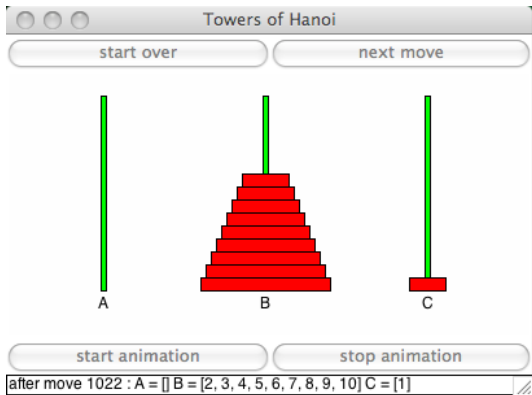 Towers of Hanoi
start over
next move
A
B
C
start animation
stop animation
after move 1022 : A = [] B = [2, 3, 4, 5, 6, 7, 8, 9, 10] C = [1]